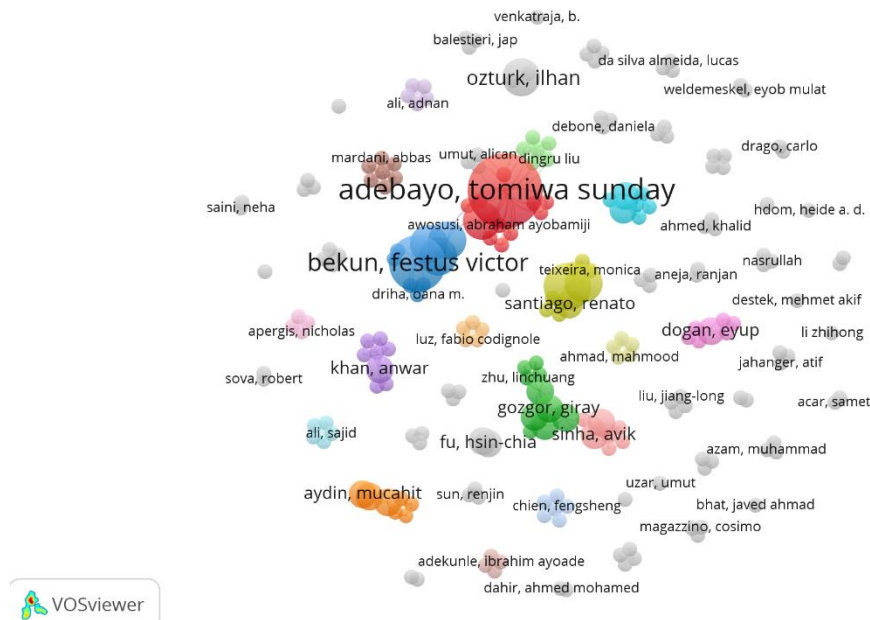 venkatraja, b.
balestieri, jap
da silva almeida, lucas
ozturk, ilhan
weldemeskel, eyob mulat
ali, adnan
debone, daniela
drago, carlo
mardani, abbas
umut, alican
dingru liu
adebayo, tomiwa sunday
saini, neha
hdom, heide a. d.
awosusi, abraham ayobamiji
ahmed, khalid
bekun, festus victor
teixeira, monica
aneja, ranjan
nasrullah
driha, oana m.
santiago, renato
destek, mehmet akif
apergis, nicholas
luz, fabio codignole
dogan, eyup
li zhihong
khan, anwar
ahmad, mahmood
jahanger, atif
sova, robert
zhu, linchuang
liu, jiang-long
acar, samet
gozgor, giray
ali, sajid
fu, hsin-chia
sinha, avik
azam, muhammad
aydin, mucahit
sun, renjin
uzar, umut
chien, fengsheng
bhat, javed ahmad
magazzino, cosimo
adekunle, ibrahim ayoade
dahir, ahmed mohamed
VOSviewer